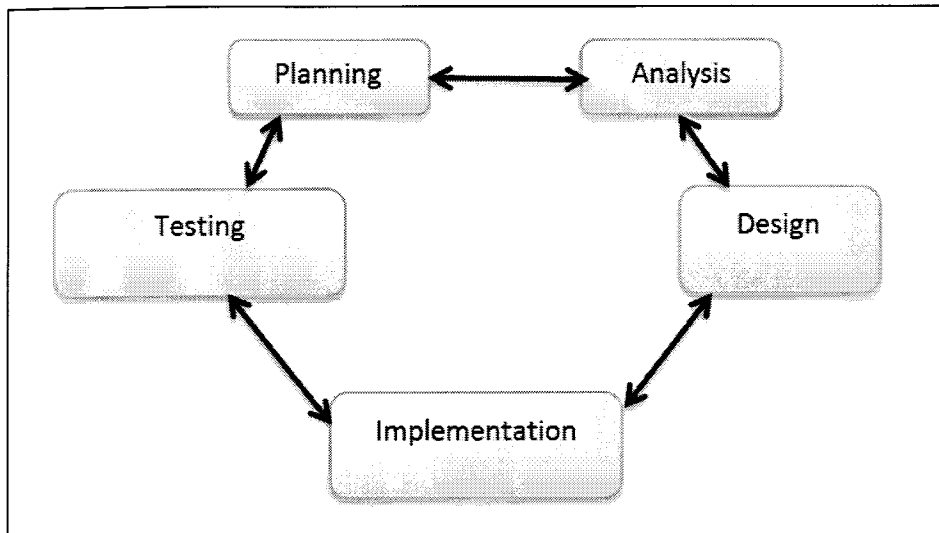 Planning
Analysis
Testing
Design
Implementation